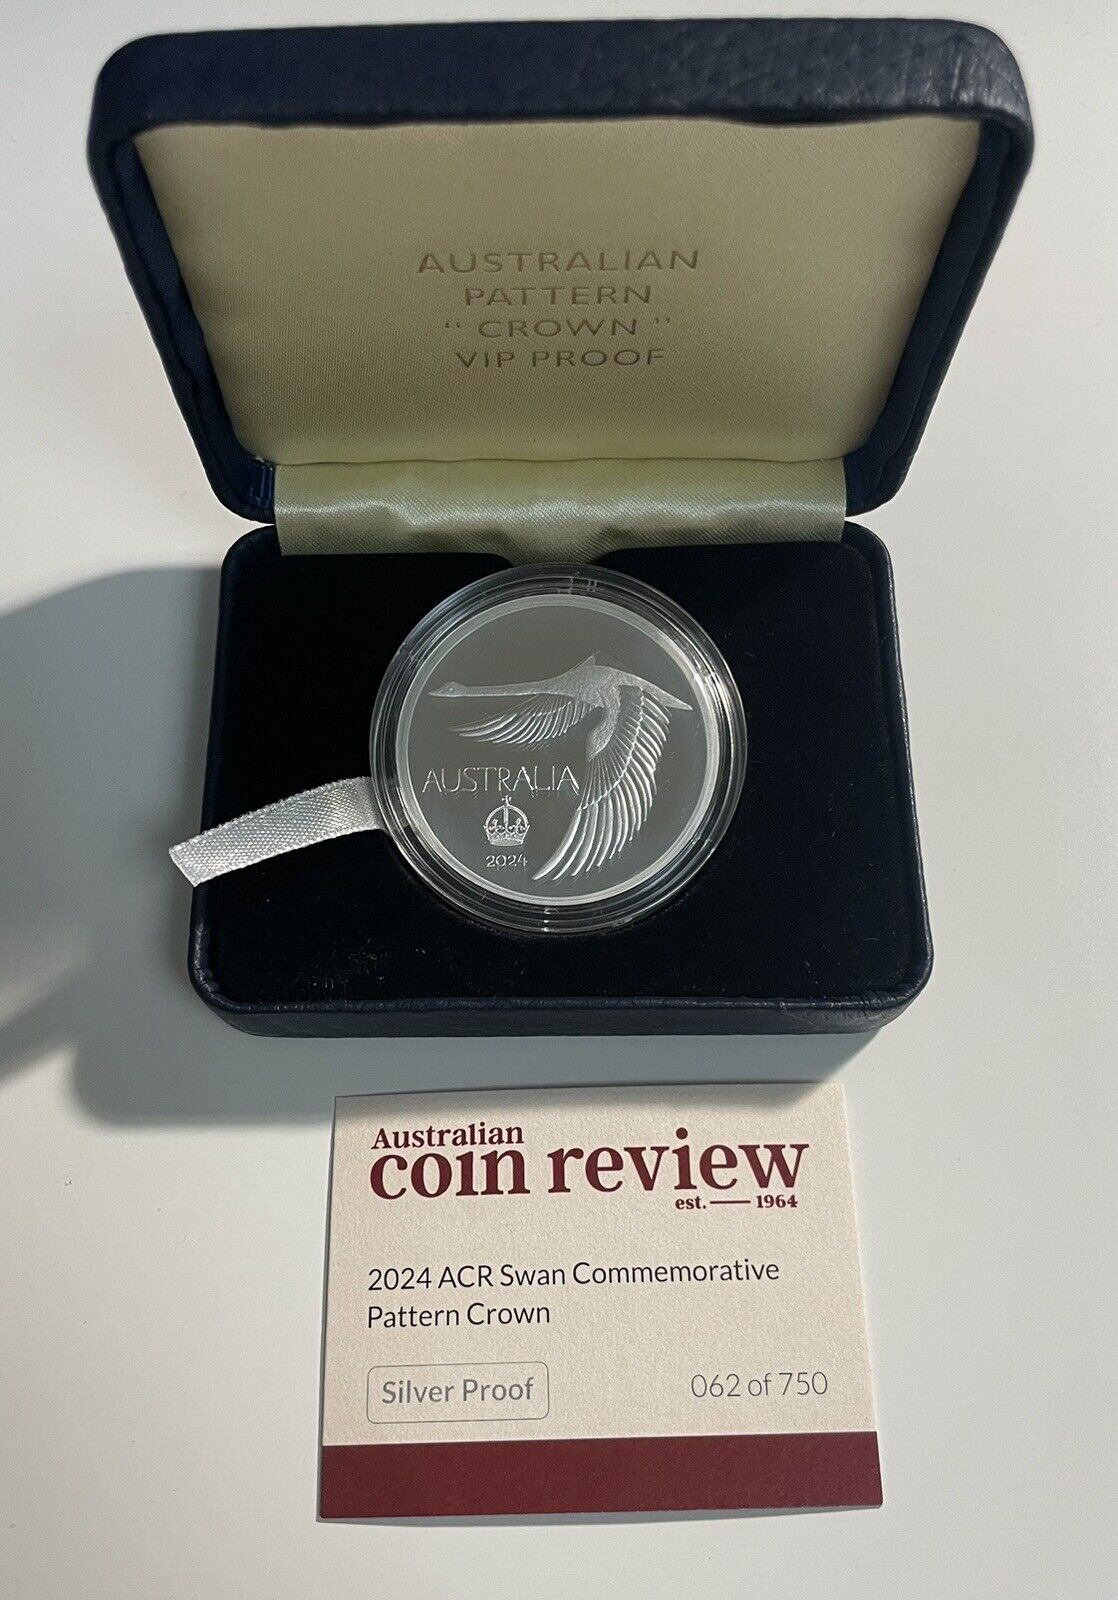 AUSTRALIAN
PATTERN
" CROWN "
VIP PROOF
AUSTRALIA
2024
Australian
coin review
est. — 1964
2024 ACR Swan Commemorative
Pattern Crown
Silver Proof
062 of 750